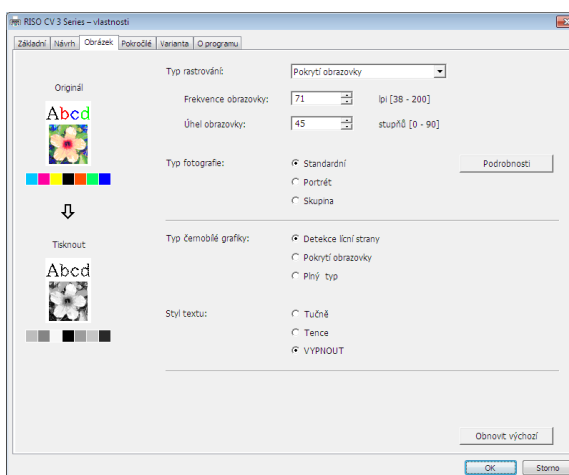 RISO CV 3 Series – vlastnosti
Základní Návrh Obrázek Pokročilé Varianta O programu
Originál
Abcd
Tisknout
Abcd
Typ rastrování: Pokrytí obrazovky
Frekvence obrazovky: 71 lpi [38 - 200]
Úhel obrazovky: 45 stupňů [0 - 90]
Typ fotografie: Standardní Podrobnosti
Portrét
Skupina
Typ černobílé grafiky: Detekce lícní strany
Pokrytí obrazovky
Plný typ
Styl textu: Tučně
Tence
VYPNOUT
Obnovit výchozí
OK Storno